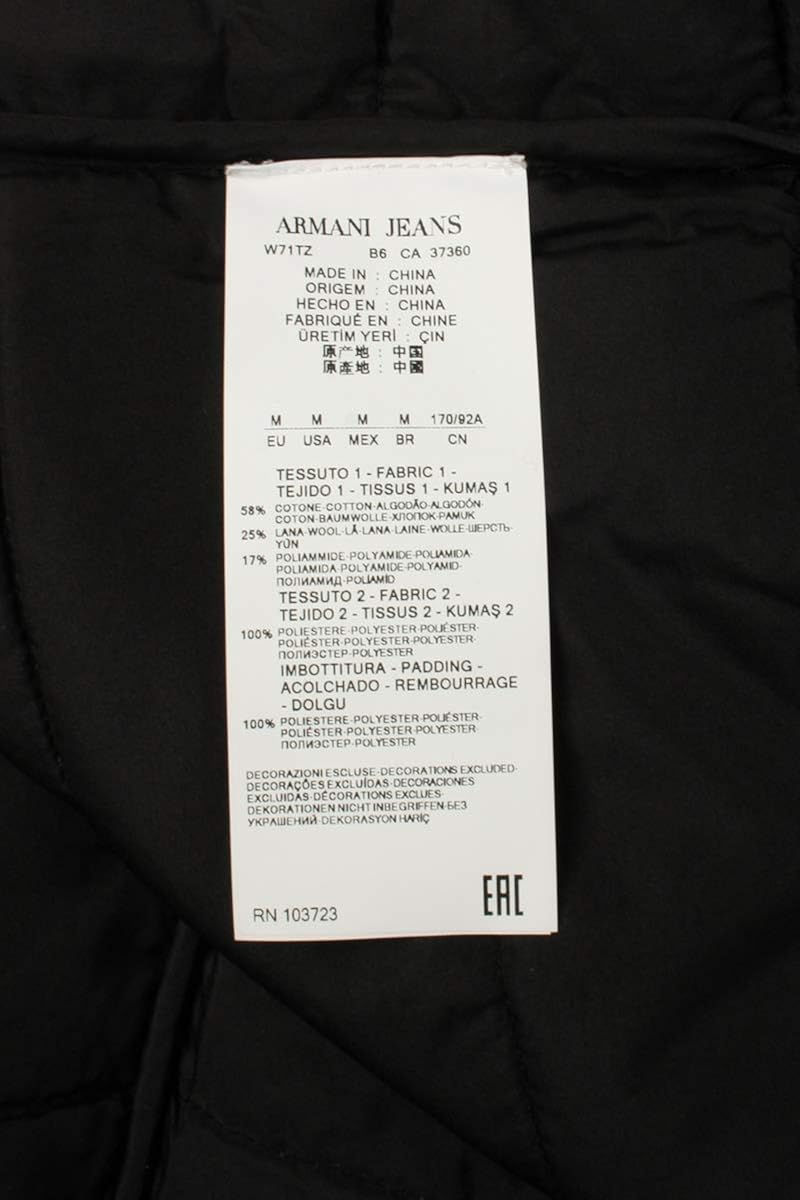 ARMANI JEANS
W71TZ B6 CA 37360
MADE IN : CHINA
ORIGEM : CHINA
HECHO EN : CHINA
FABRIQUÉ EN : CHINE
ÜRETİM YERİ : ÇIN
原产地 : 中国
原產地 : 中國
M M M M 170/92A
EU USA MEX BR CN
TESSUTO 1 - FABRIC 1 -
TEJIDO 1 - TISSUS 1 - KUMAŞ 1
58% COTONE-COTTON-ALGODÃO-ALGODÓN-
COTON-BAUMWOLLE-ХЛОПОК-PAMUK
25% LANA-WOOL-LÃ-LANA-LAINE-WOLLE-ШЕРСТЬ-
YÜN
17% POLIAMMIDE-POLYAMIDE-POLIAMIDA-
POLIAMIDA-POLYAMIDE-POLYAMID-
ПОЛИАМИД-POLIAMID
TESSUTO 2 - FABRIC 2 -
TEJIDO 2 - TISSUS 2 - KUMAŞ 2
100% POLIESTERE-POLYESTER-POLIÉSTER-
POLIÉSTER-POLYESTER-POLYESTER-
ПОЛИЭСТЕР-POLYESTER
IMBOTTITURA - PADDING -
ACOLCHADO - REMBOURRAGE
- DOLGU
100% POLIESTERE-POLYESTER-POLIÉSTER-
POLIÉSTER-POLYESTER-POLYESTER-
ПОЛИЭСТЕР-POLYESTER
DECORAZIONI ESCLUSE-DECORATIONS EXCLUDED-
DECORAÇÕES EXCLUÍDAS-DECORACIONES
EXCLUIDAS-DÉCORATIONS EXCLUES-
DEKORATIONEN NICHT INBEGRIFFEN-БЕЗ
УКРАШЕНИЙ-DEKORASYON HARİÇ
RN 103723
EAC